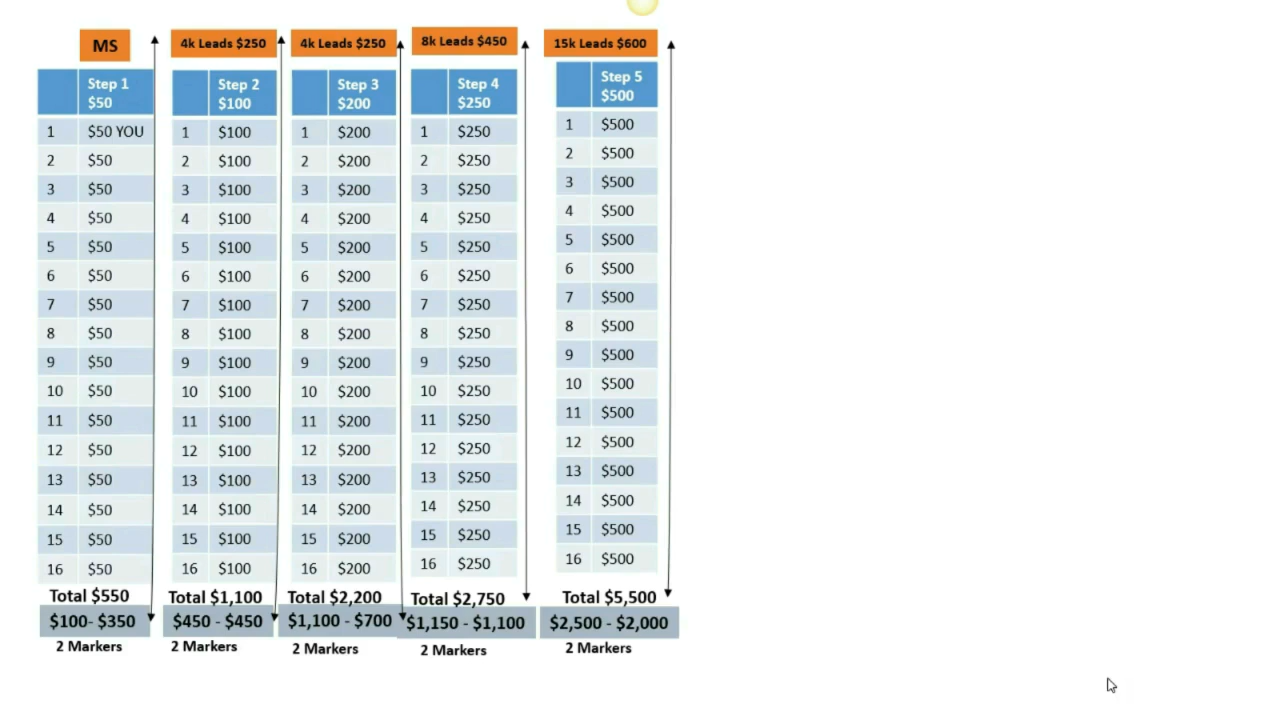 MS
4k Leads $250
4k Leads $250
8k Leads $450
15k Leads $600
Step 1
$50
Step 2
$100
Step 3
$200
Step 4
$250
Step 5
$500
1 $50 YOU 1 $100 1 $200 1 $250 1 $500
2 $50 2 $100 2 $200 2 $250 2 $500
3 $50 3 $100 3 $200 3 $250 3 $500
4 $50 4 $100 4 $200 4 $250 4 $500
5 $50 5 $100 5 $200 5 $250 5 $500
6 $50 6 $100 6 $200 6 $250 6 $500
7 $50 7 $100 7 $200 7 $250 7 $500
8 $50 8 $100 8 $200 8 $250 8 $500
9 $50 9 $100 9 $200 9 $250 9 $500
10 $50 10 $100 10 $200 10 $250 10 $500
11 $50 11 $100 11 $200 11 $250 11 $500
12 $50 12 $100 12 $200 12 $250 12 $500
13 $50 13 $100 13 $200 13 $250 13 $500
14 $50 14 $100 14 $200 14 $250 14 $500
15 $50 15 $100 15 $200 15 $250 15 $500
16 $50 16 $100 16 $200 16 $250 16 $500
Total $550 Total $1,100 Total $2,200 Total $2,750 Total $5,500
$100- $350 $450 - $450 $1,100 - $700 $1,150 - $1,100 $2,500 - $2,000
2 Markers 2 Markers 2 Markers 2 Markers 2 Markers